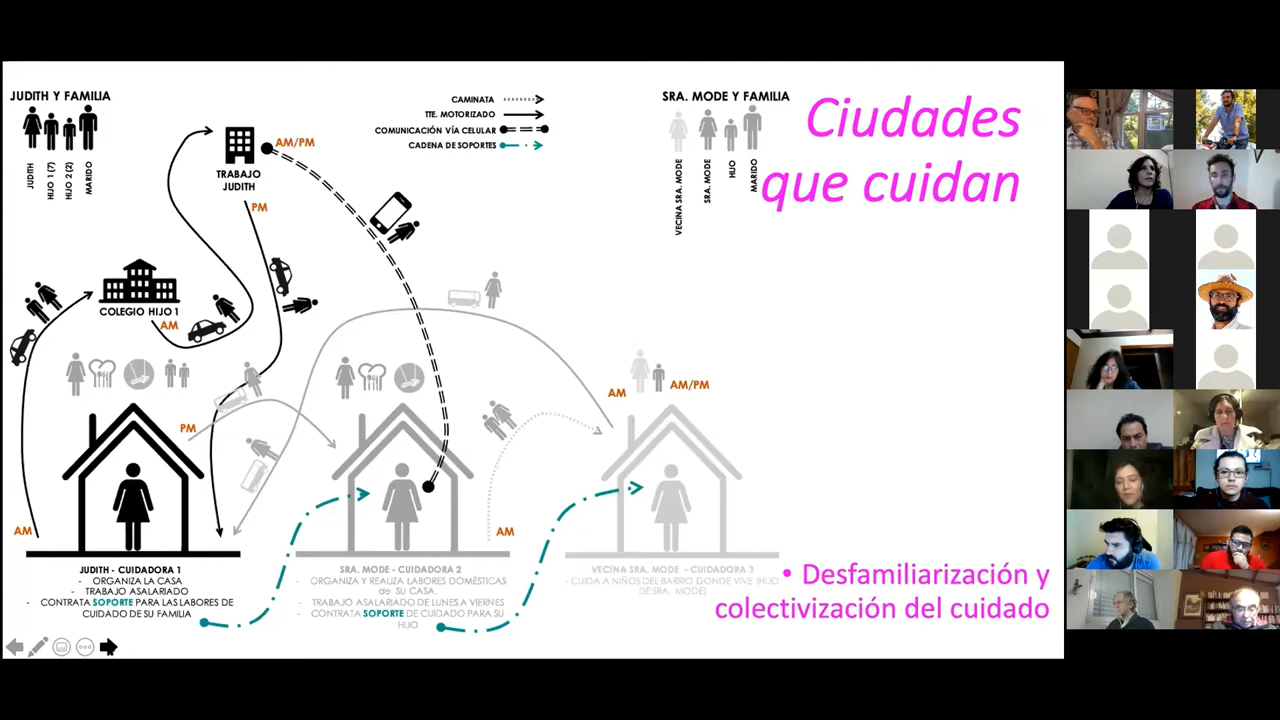 JUDITH Y FAMILIA
JUDITH
HIJO 1 (7)
HIJO 2 (2)
MARIDO
CAMINATA
TTE. MOTORIZADO
COMUNICACIÓN VÍA CELULAR
CADENA DE SOPORTES
SRA. MODE Y FAMILIA
VECINA SRA. MODE
SRA. MODE
HIJO
MARIDO
Ciudades
que cuidan
AM/PM
TRABAJO
JUDITH
PM
COLEGIO HIJO 1
AM
AM
AM/PM
PM
AM
AM
JUDITH - CUIDADORA 1
- ORGANIZA LA CASA
- TRABAJO ASALARIADO
- CONTRATA SOPORTE PARA LAS LABORES DE
CUIDADO DE SU FAMILIA
SRA. MODE - CUIDADORA 2
- ORGANIZA Y REALIZA LABORES DOMÉSTICAS
de SU CASA.
- TRABAJO ASALARIADO DE LUNES A VIERNES
- CONTRATA SOPORTE DE CUIDADO PARA SU
HIJO
VECINA SRA. MODE - CUIDADORA 3
- CUIDA A NIÑOS DEL BARRIO DONDE VIVE (HIJO
DE SRA. MODE)
• Desfamiliarización y
colectivización del cuidado